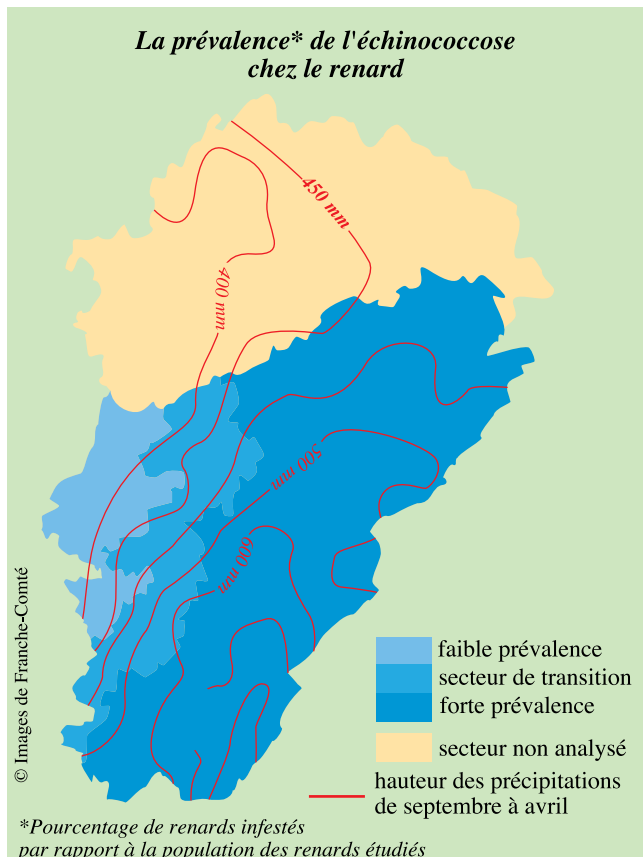 La prévalence* de l'échinococcose
chez le renard
450 mm
400 mm
500 mm
600 mm
faible prévalence
secteur de transition
forte prévalence
secteur non analysé
hauteur des précipitations
de septembre à avril
© Images de Franche-Comté
*Pourcentage de renards infestés
par rapport à la population des renards étudiés